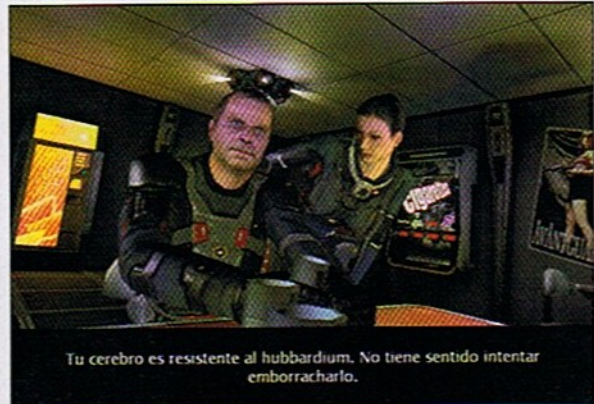 Tu cerebro es resistente al hubbardium. No tiene sentido intentar
emborracharlo.